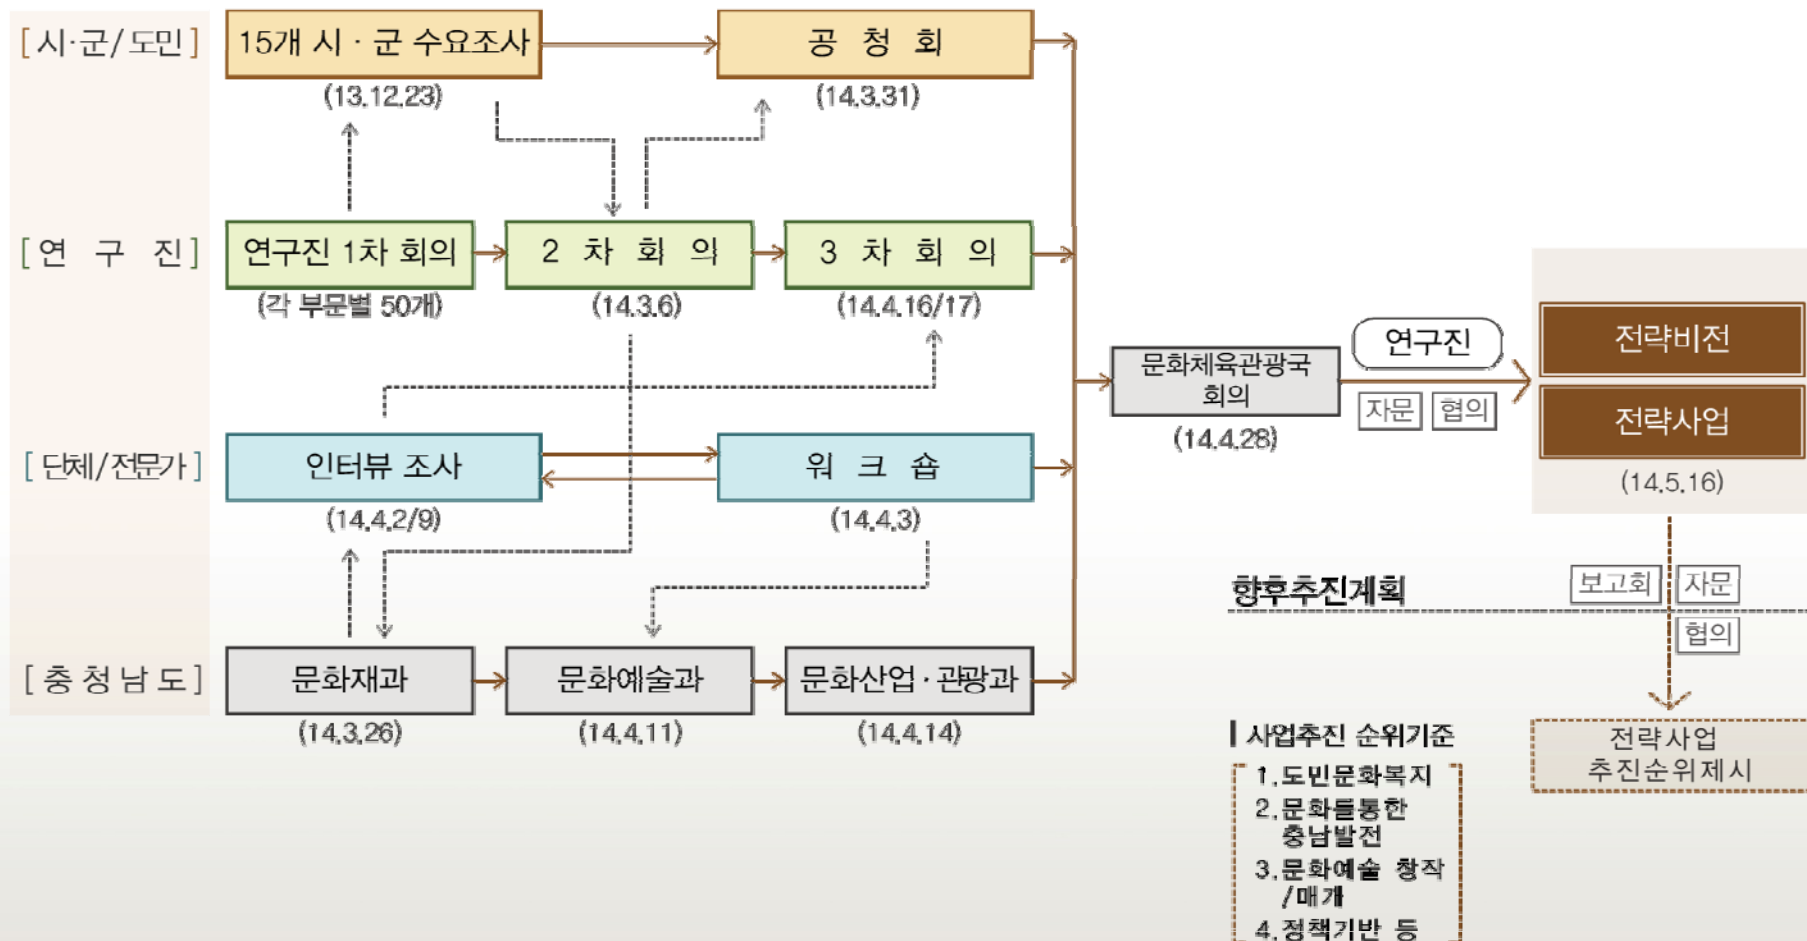 [시·군/도민]
15개 시 · 군 수요조사
공 청 회
(13.12.23)
(14.3.31)
[연 구 진]
연구진 1차 회의
2 차 회 의
3 차 회 의
(각 부문별 50개)
(14.3.6)
(14.4.16/17)
문화체육관광국
회의
(14.4.28)
연구진
자문
협의
전략비전
전략사업
(14.5.16)
[단체/전문가]
인터뷰 조사
워 크 숍
(14.4.2/9)
(14.4.3)
[충청남도]
문화재과
문화예술과
문화산업·관광과
(14.3.26)
(14.4.11)
(14.4.14)
향후추진계획
보고회
자문
협의
전략사업
추진순위제시
사업추진 순위기준
1.도민문화복지
2.문화를통한
충남발전
3.문화예술 창작
/매개
4.정책기반 등